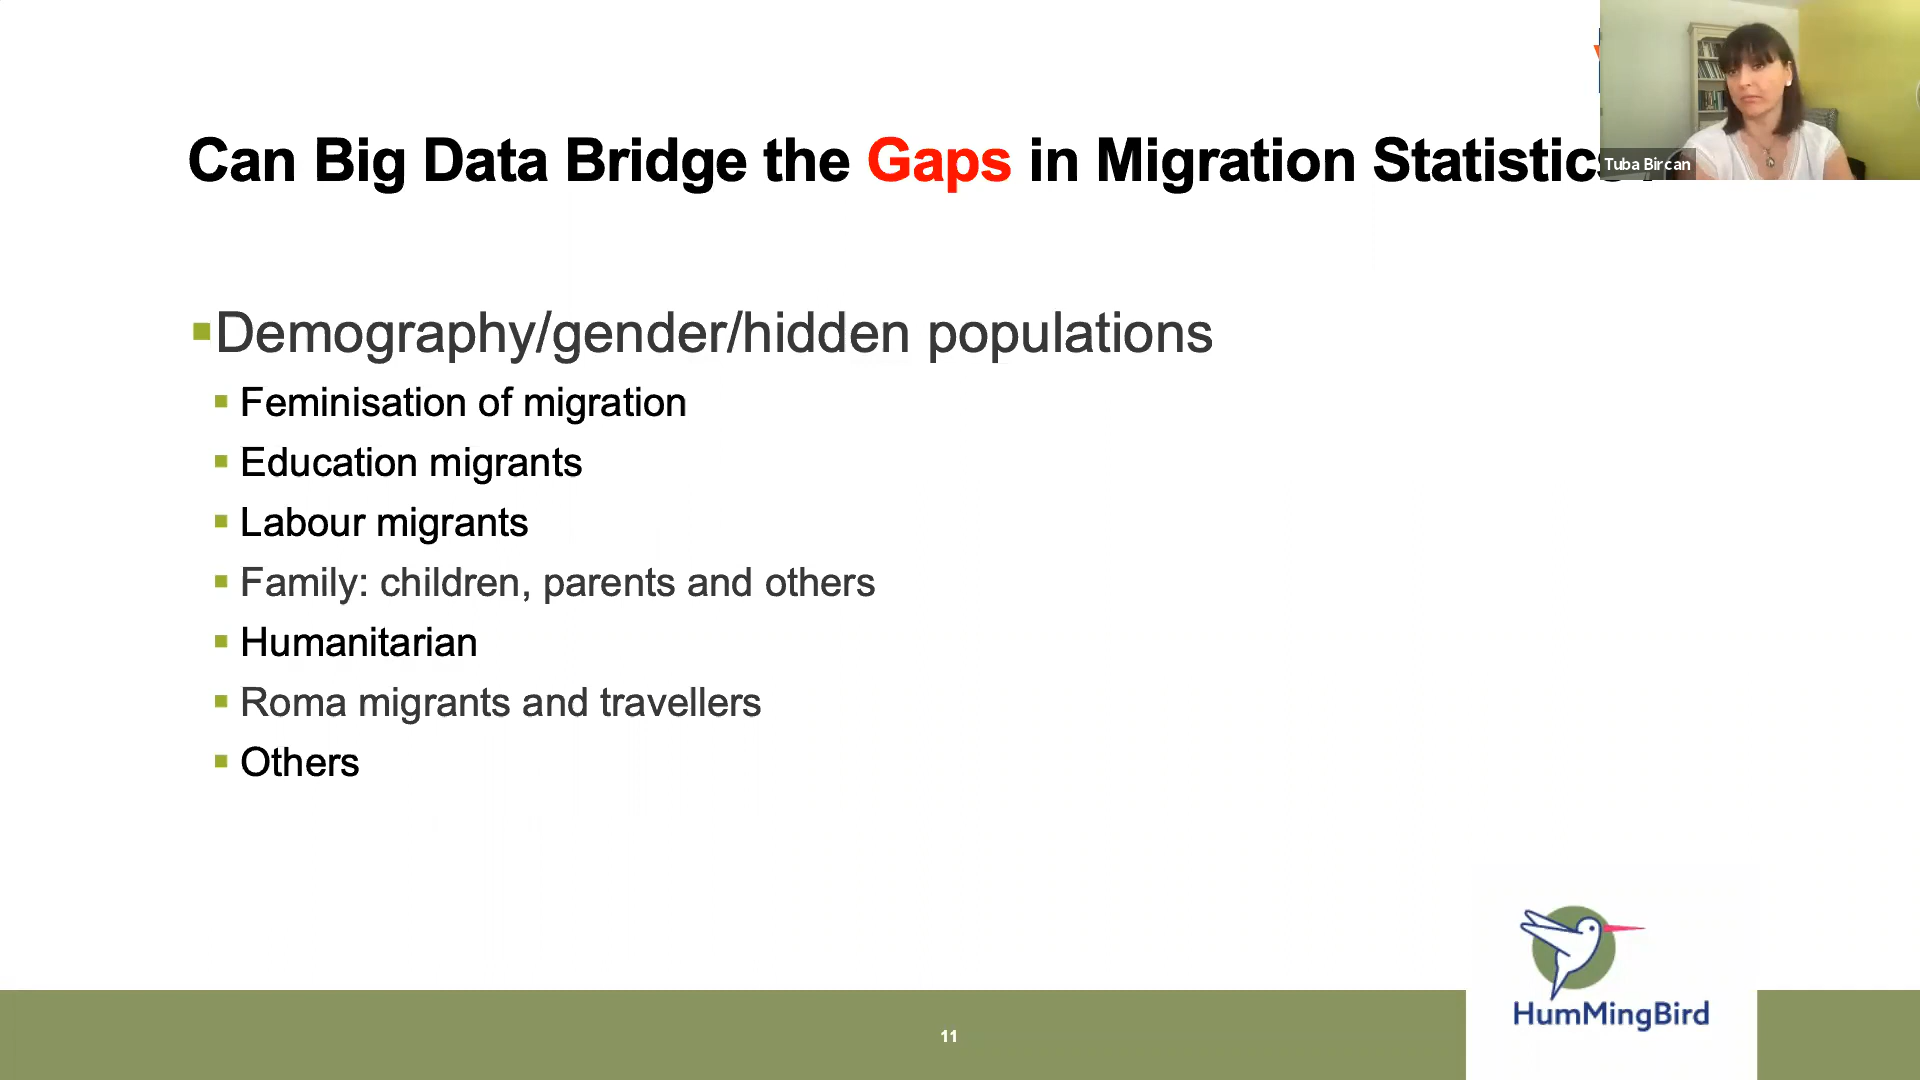 Can Big Data Bridge the Gaps in Migration Statistics
Tuba Bircan
▪Demography/gender/hidden populations
▪ Feminisation of migration
▪ Education migrants
▪ Labour migrants
▪ Family: children, parents and others
▪ Humanitarian
▪ Roma migrants and travellers
▪ Others
HumMingBird
11